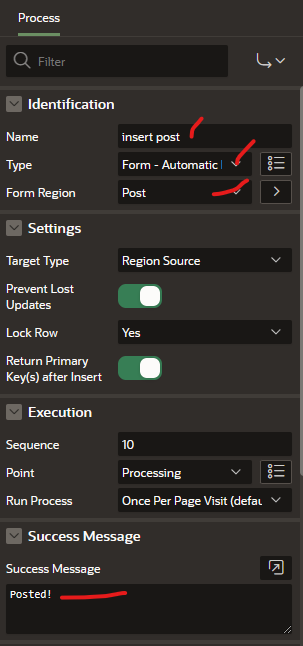 Process
Filter
Identification
Name insert post
Type Form - Automatic
Form Region Post
Settings
Target Type Region Source
Prevent Lost
Updates
Lock Row Yes
Return Primary
Key(s) after Insert
Execution
Sequence 10
Point Processing
Run Process Once Per Page Visit (defau
Success Message
Success Message
Posted!